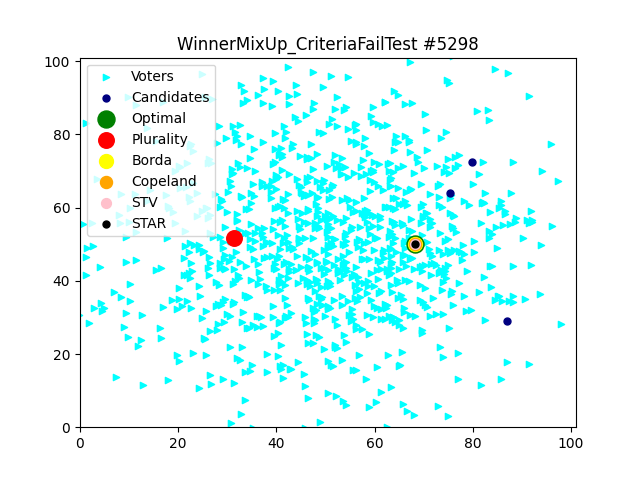 WinnerMixUp_CriteriaFailTest #5298
100
80
60
40
20
0
0 20 40 60 80 100
Voters
Candidates
Optimal
Plurality
Borda
Copeland
STV
STAR